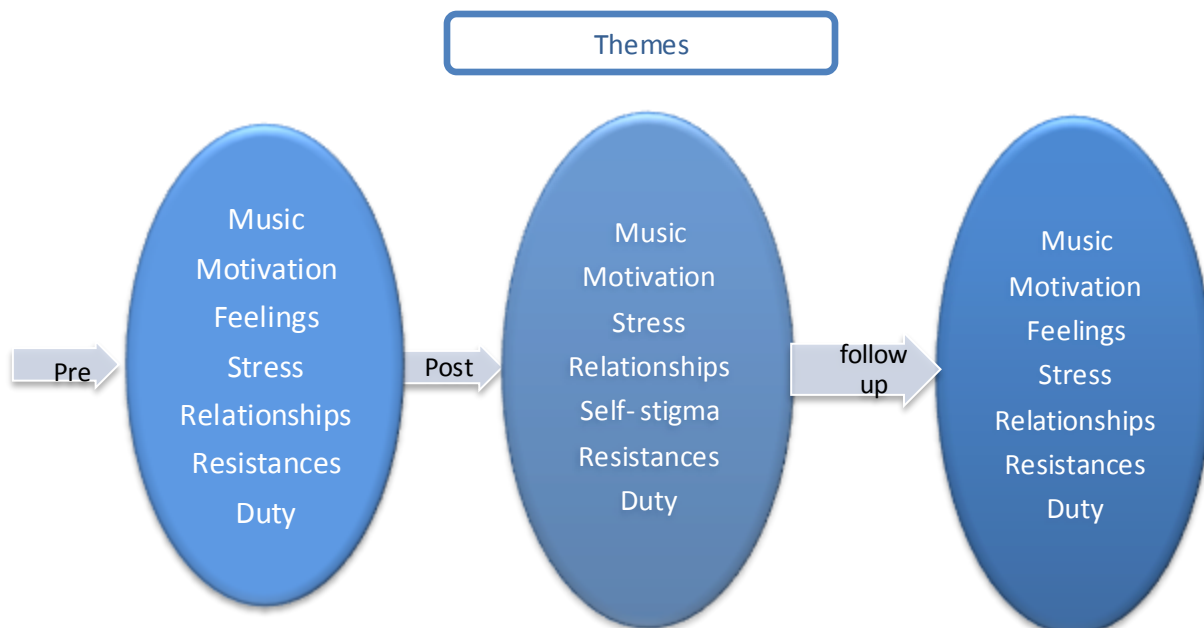 Themes
Pre
Music
Motivation
Feelings
Stress
Relationships
Resistances
Duty
Post
Music
Motivation
Stress
Relationships
Self- stigma
Resistances
Duty
follow
up
Music
Motivation
Feelings
Stress
Relationships
Resistances
Duty